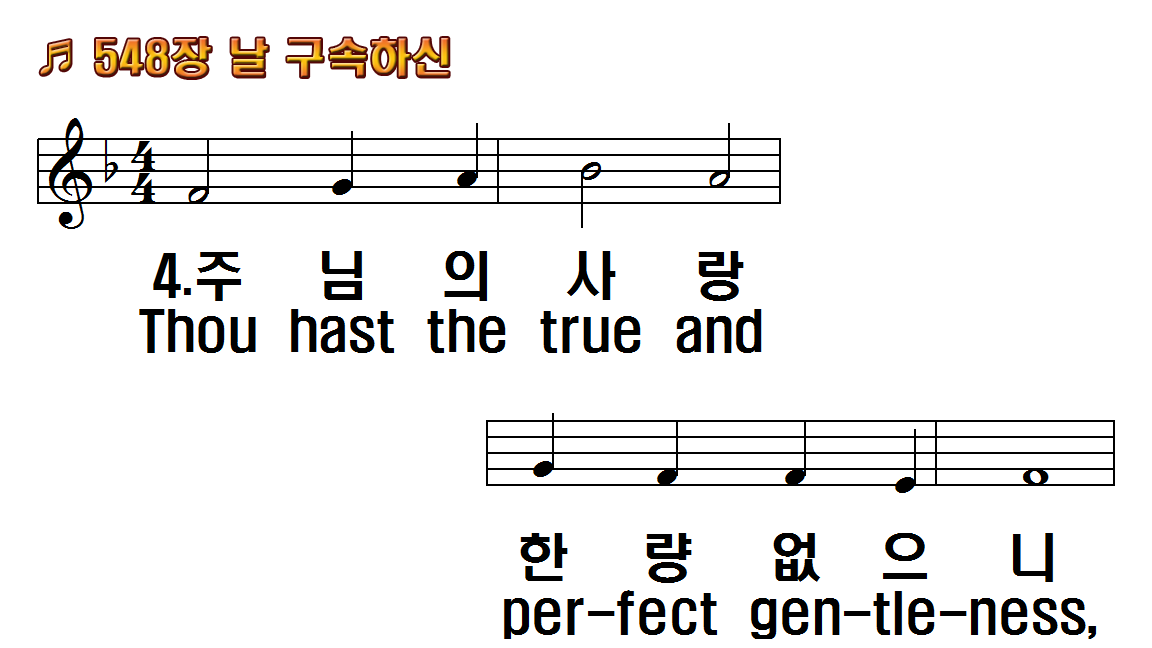 ♬ 548장 날 구속하신
4.주 님 의 사 랑
Thou hast the true and
한 량 없 으 니
per-fect gen-tle-ness,